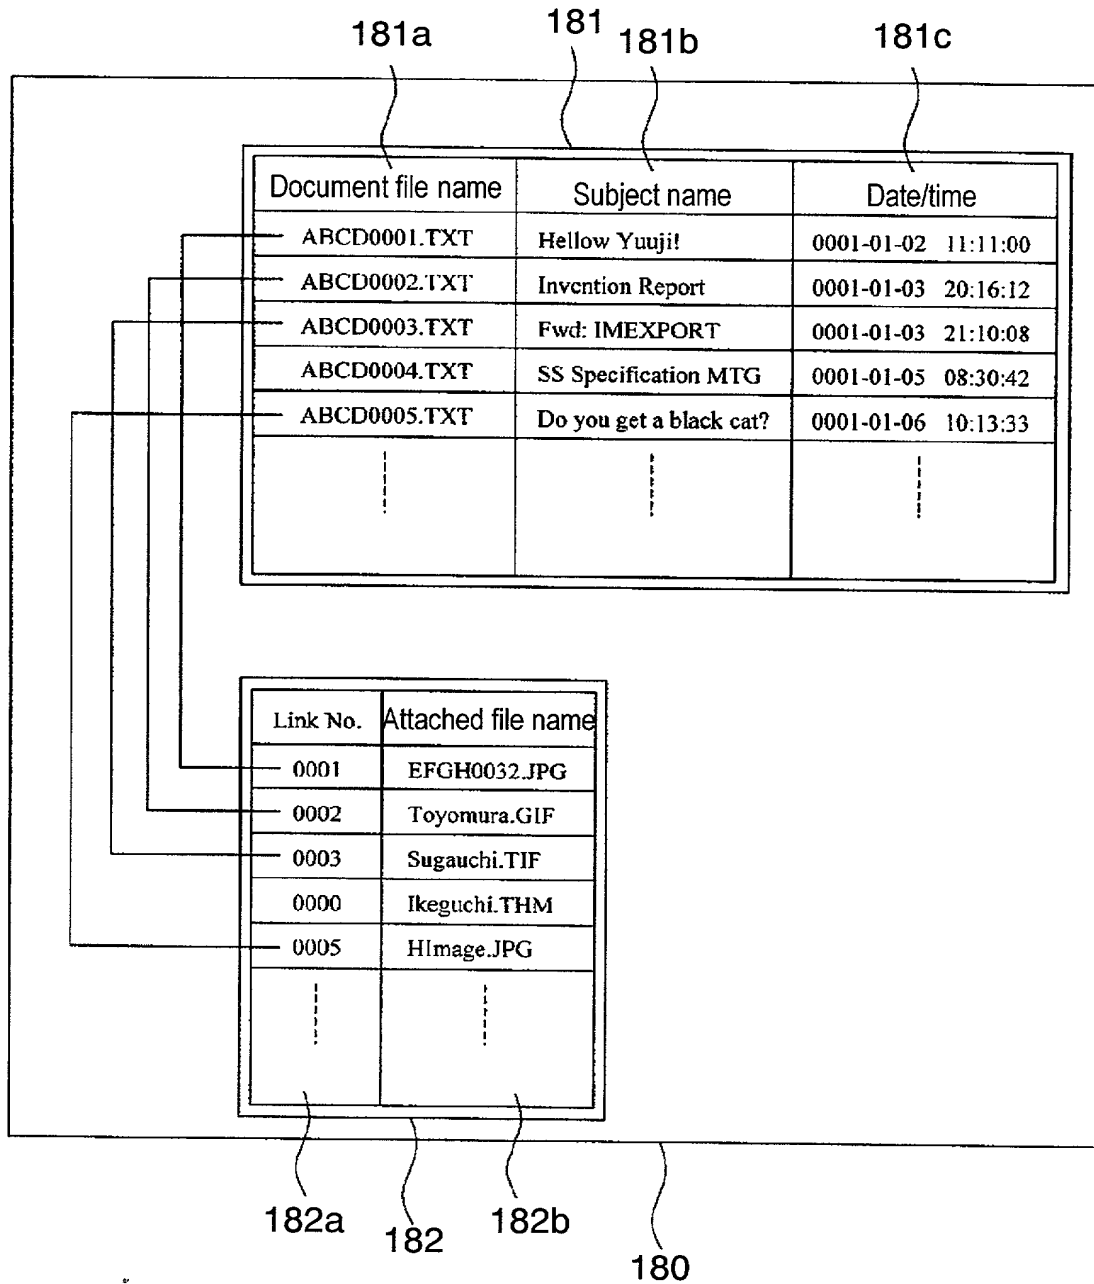 181a 181 181b 181c
Document file name Subject name Date/time
ABCD0001.TXT Hellow Yuuji! 0001-01-02 11:11:00
ABCD0002.TXT Invention Report 0001-01-03 20:16:12
ABCD0003.TXT Fwd: IMEXPORT 0001-01-03 21:10:08
ABCD0004.TXT SS Specification MTG 0001-01-05 08:30:42
ABCD0005.TXT Do you get a black cat? 0001-01-06 10:13:33
Link No. Attached file name
0001 EFGH0032.JPG
0002 Toyomura.GIF
0003 Sugauchi.TIF
0000 Ikeguchi.THM
0005 HImage.JPG
182a 182 182b
180